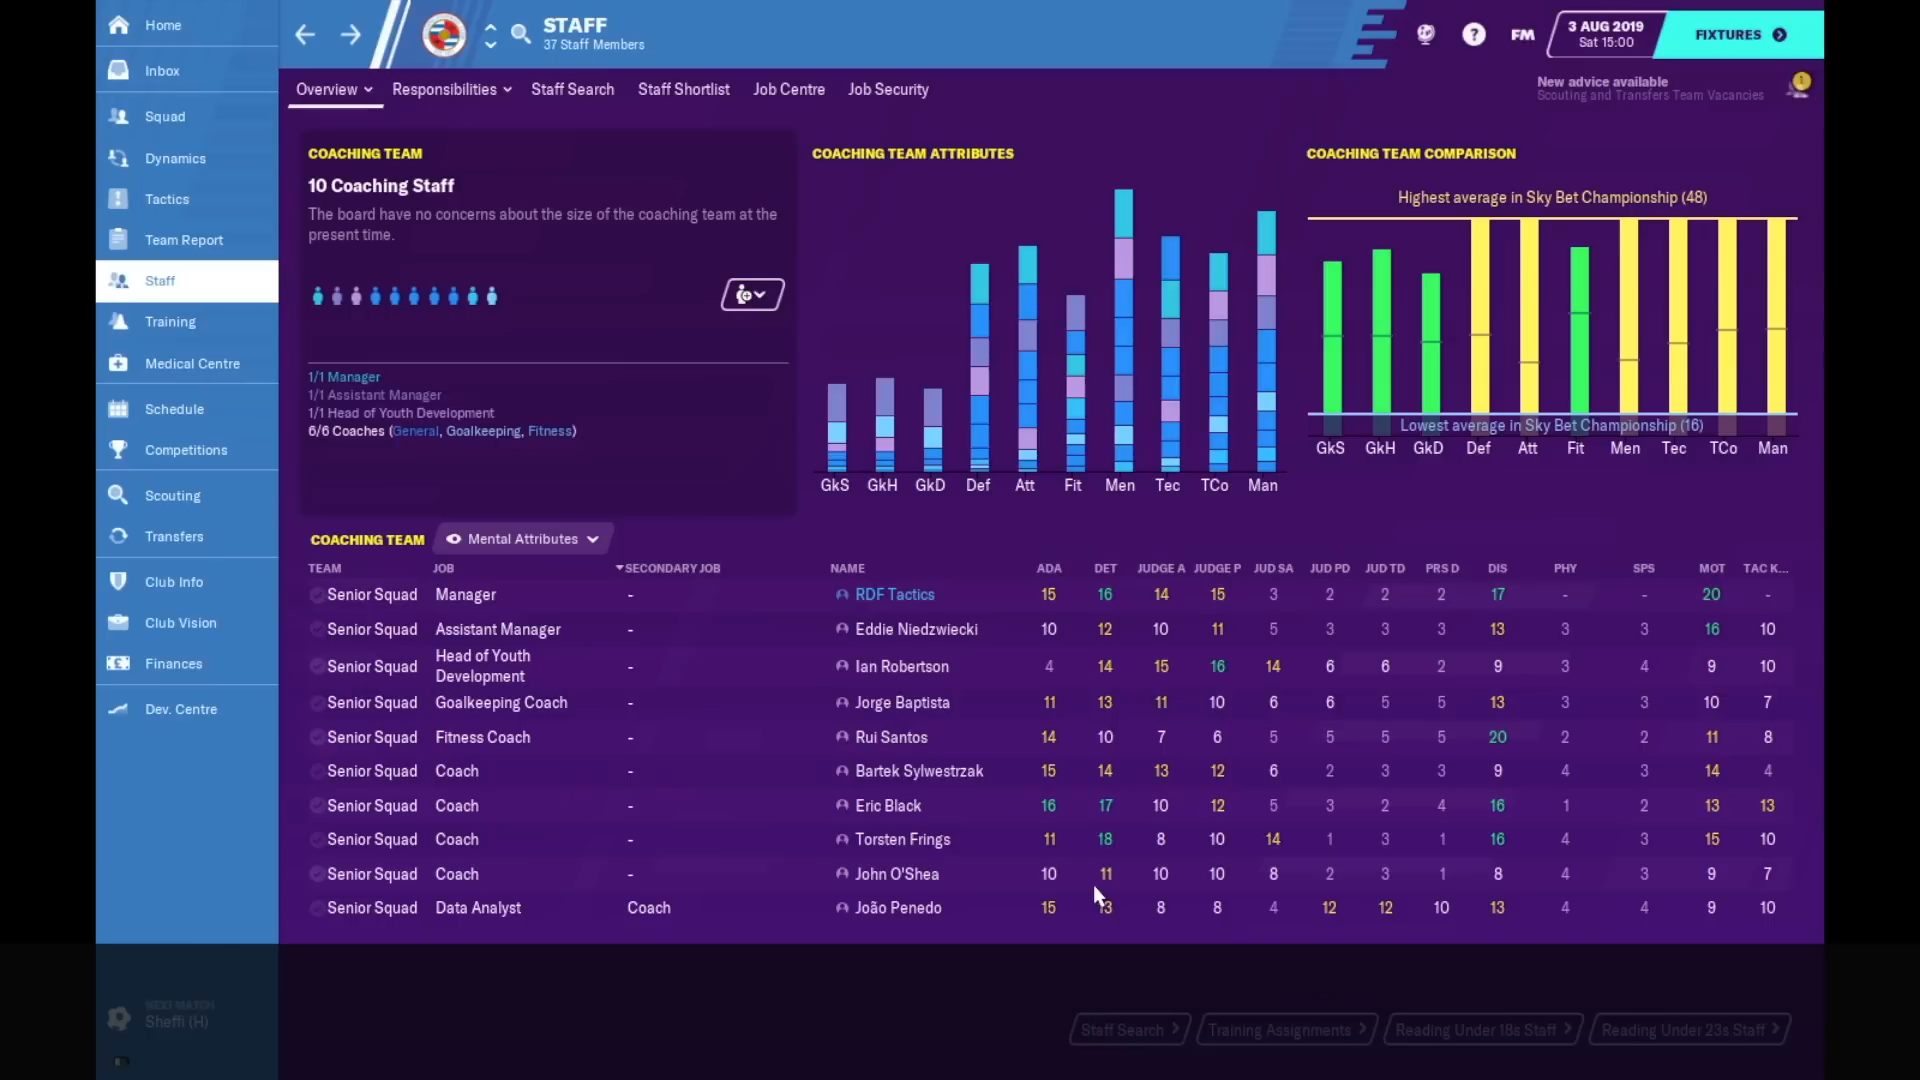 Home
Inbox
Squad
Dynamics
Tactics
Team Report
Staff
Training
Medical Centre
Schedule
Competitions
Scouting
Transfers
Club Info
Club Vision
Finances
Dev. Centre
NEXT MATCH
Sheffi (H)
STAFF
37 Staff Members
FM
3 AUG 2019
Sat 15:00
FIXTURES
Overview Responsibilities Staff Search Staff Shortlist Job Centre Job Security
New advice available
Scouting and Transfers Team Vacancies
1
COACHING TEAM
10 Coaching Staff
The board have no concerns about the size of the coaching team at the
present time.
1/1 Manager
1/1 Assistant Manager
1/1 Head of Youth Development
6/6 Coaches (General, Goalkeeping, Fitness)
COACHING TEAM ATTRIBUTES
GkS GkH GkD Def Att Fit Men Tec TCo Man
COACHING TEAM COMPARISON
Highest average in Sky Bet Championship (48)
Lowest average in Sky Bet Championship (16)
GkS GkH GkD Def Att Fit Men Tec TCo Man
COACHING TEAM Mental Attributes
TEAM JOB SECONDARY JOB NAME ADA DET JUDGE A JUDGE P JUD SA JUD PD JUD TD PRS D DIS PHY SPS MOT TAC K...
Senior Squad Manager - RDF Tactics 15 16 14 15 3 2 2 2 17 - - 20 -
Senior Squad Assistant Manager - Eddie Niedzwiecki 10 12 10 11 5 3 3 3 13 3 3 16 10
Senior Squad Head of Youth Development - Ian Robertson 4 14 15 16 14 6 6 2 9 3 4 9 10
Senior Squad Goalkeeping Coach - Jorge Baptista 11 13 11 10 6 6 5 5 13 3 3 10 7
Senior Squad Fitness Coach - Rui Santos 14 10 7 6 5 5 5 5 20 2 2 11 8
Senior Squad Coach - Bartek Sylwestrzak 15 14 13 12 6 2 3 3 9 4 3 14 4
Senior Squad Coach - Eric Black 16 17 10 12 5 3 2 4 16 1 2 13 13
Senior Squad Coach - Torsten Frings 11 18 8 10 14 1 3 1 16 4 3 15 10
Senior Squad Coach - John O'Shea 10 11 10 10 8 2 3 1 8 4 3 9 7
Senior Squad Data Analyst Coach João Penedo 15 13 8 8 4 12 12 10 13 4 4 9 10
Staff Search Training Assignments Reading Under 18s Staff Reading Under 23s Staff